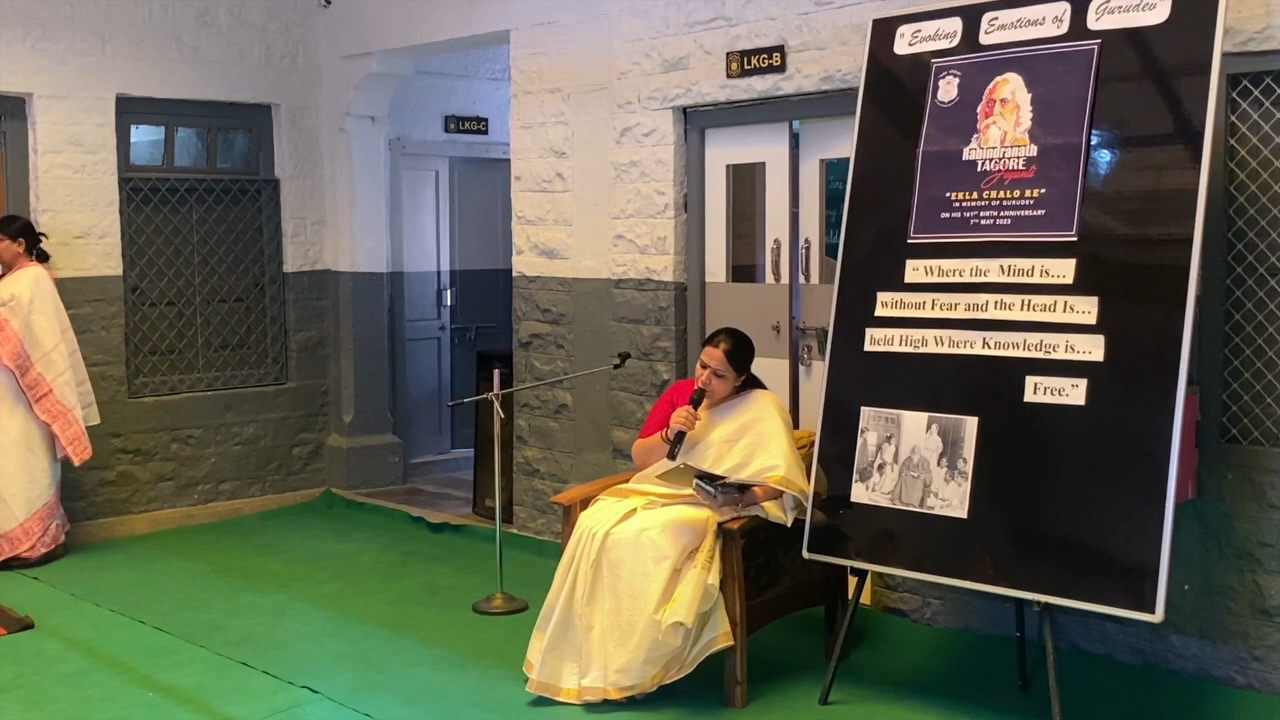 "Evoking Emotions of Gurudev"
LKG-B
LKG-C
Rabindranath
TAGORE
Jayanti
"EKLA CHALO RE"
IN MEMORY OF GURUDEV
ON HIS 161ST BIRTH ANNIVERSARY
7TH MAY 2023
"Where the Mind is...
without Fear and the Head Is...
held High Where Knowledge is...
Free."